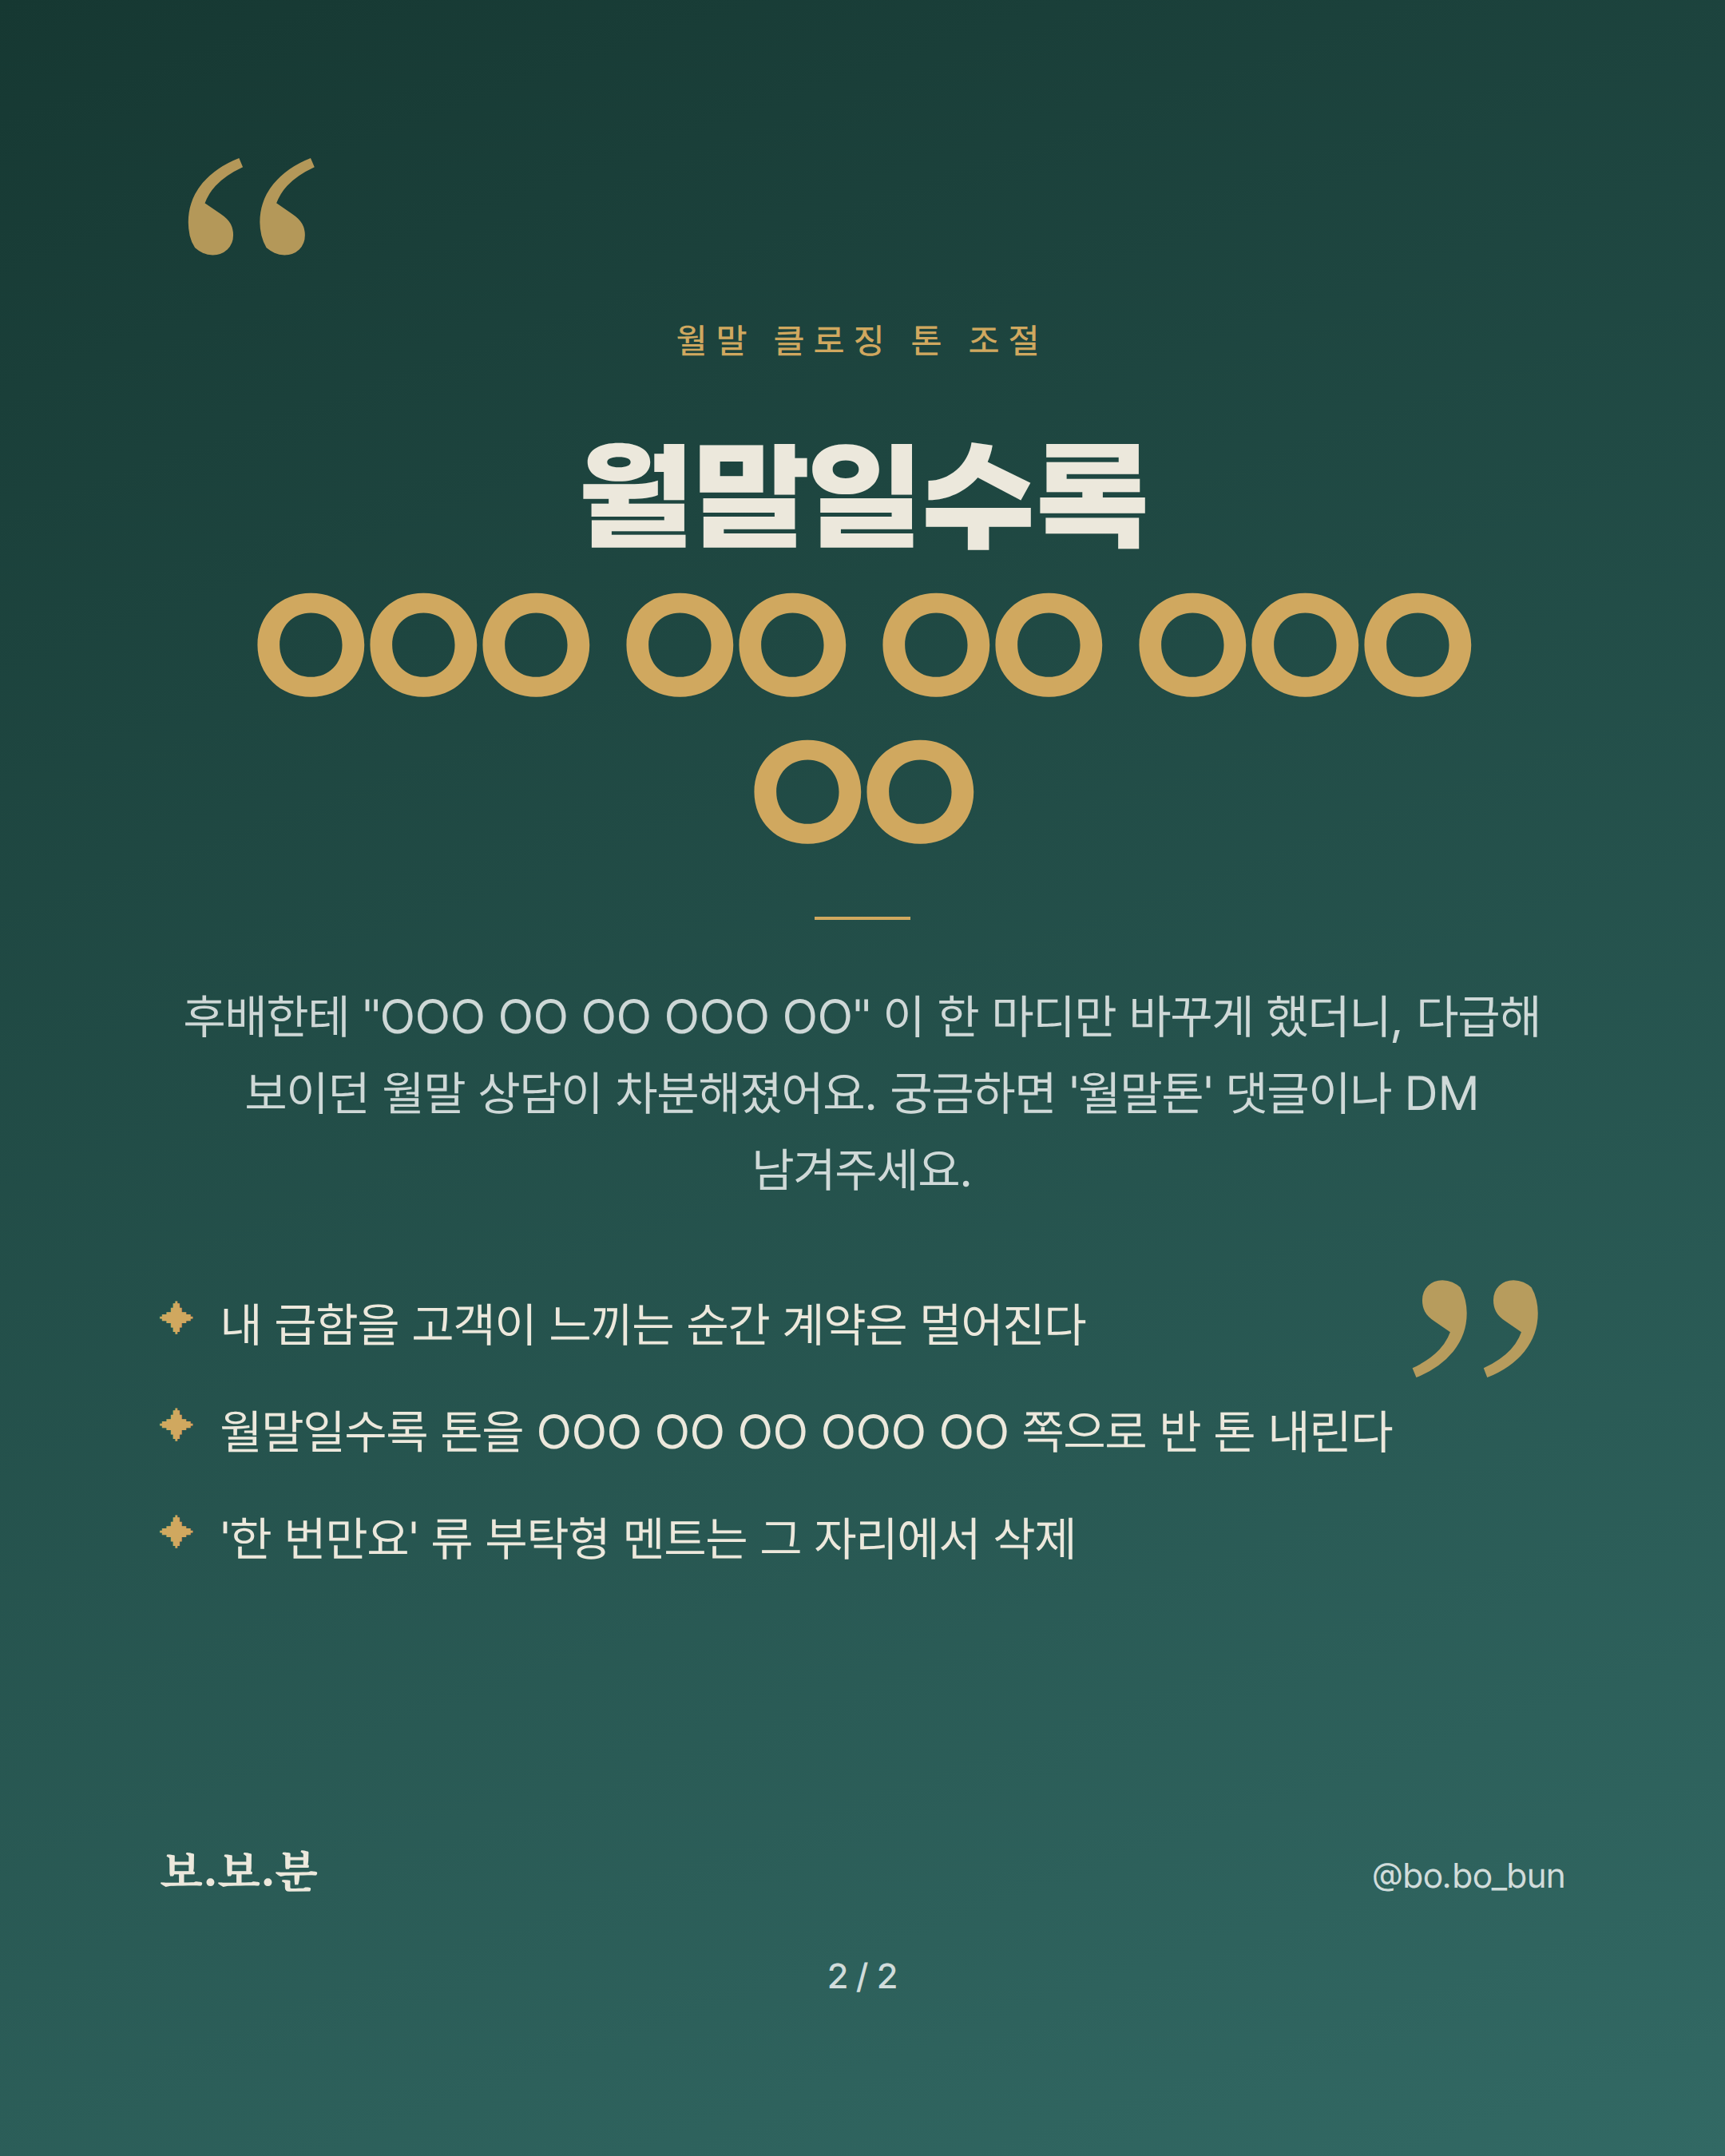 “
월말 클로징 톤 조절
월말일수록
OOO OO OO OOO
OO
후배한테 "OOO OO OO OOO OO" 이 한 마디만 바꾸게 했더니, 다급해
보이던 월말 상담이 차분해졌어요. 궁금하면 '월말톤' 댓글이나 DM
남겨주세요.
”
내 급함을 고객이 느끼는 순간 계약은 멀어진다
월말일수록 톤을 OOO OO OO OOO OO 쪽으로 반 톤 내린다
'한 번만요' 류 부탁형 멘트는 그 자리에서 삭제
보.보.분
@bo.bo_bun
2 / 2